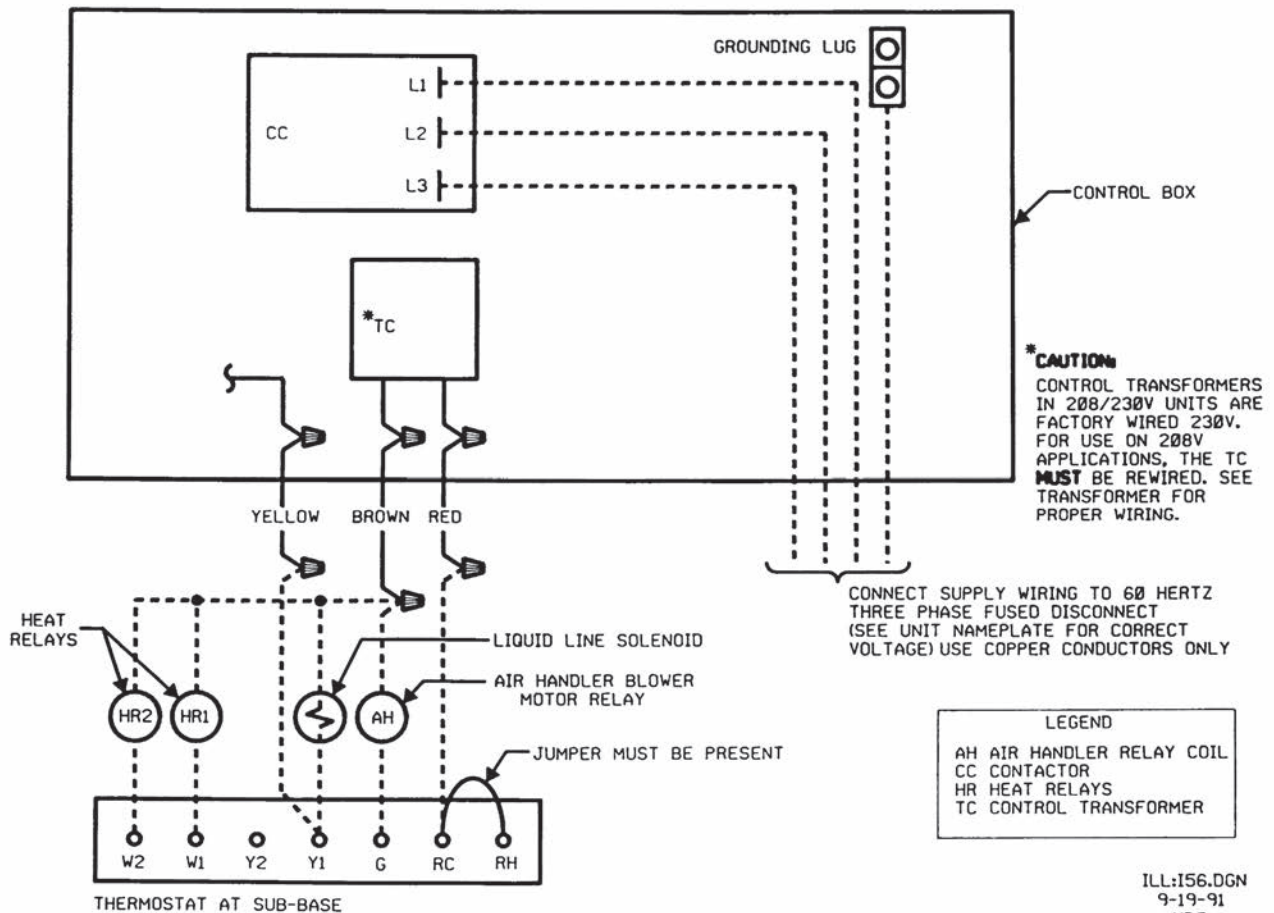 GROUNDING LUG
L1
CC
L2
L3
CONTROL BOX
*TC
*CAUTION:
CONTROL TRANSFORMERS
IN 208/230V UNITS ARE
FACTORY WIRED 230V.
FOR USE ON 208V
APPLICATIONS, THE TC
MUST BE REWIRED. SEE
TRANSFORMER FOR
PROPER WIRING.
YELLOW BROWN RED
CONNECT SUPPLY WIRING TO 60 HERTZ
THREE PHASE FUSED DISCONNECT
(SEE UNIT NAMEPLATE FOR CORRECT
VOLTAGE) USE COPPER CONDUCTORS ONLY
HEAT
RELAYS
LIQUID LINE SOLENOID
AIR HANDLER BLOWER
MOTOR RELAY
HR2 HR1 AH
JUMPER MUST BE PRESENT
LEGEND
AH AIR HANDLER RELAY COIL
CC CONTACTOR
HR HEAT RELAYS
TC CONTROL TRANSFORMER
W2 W1 Y2 Y1 G RC RH
THERMOSTAT AT SUB-BASE
ILL:I56.DGN
9-19-91